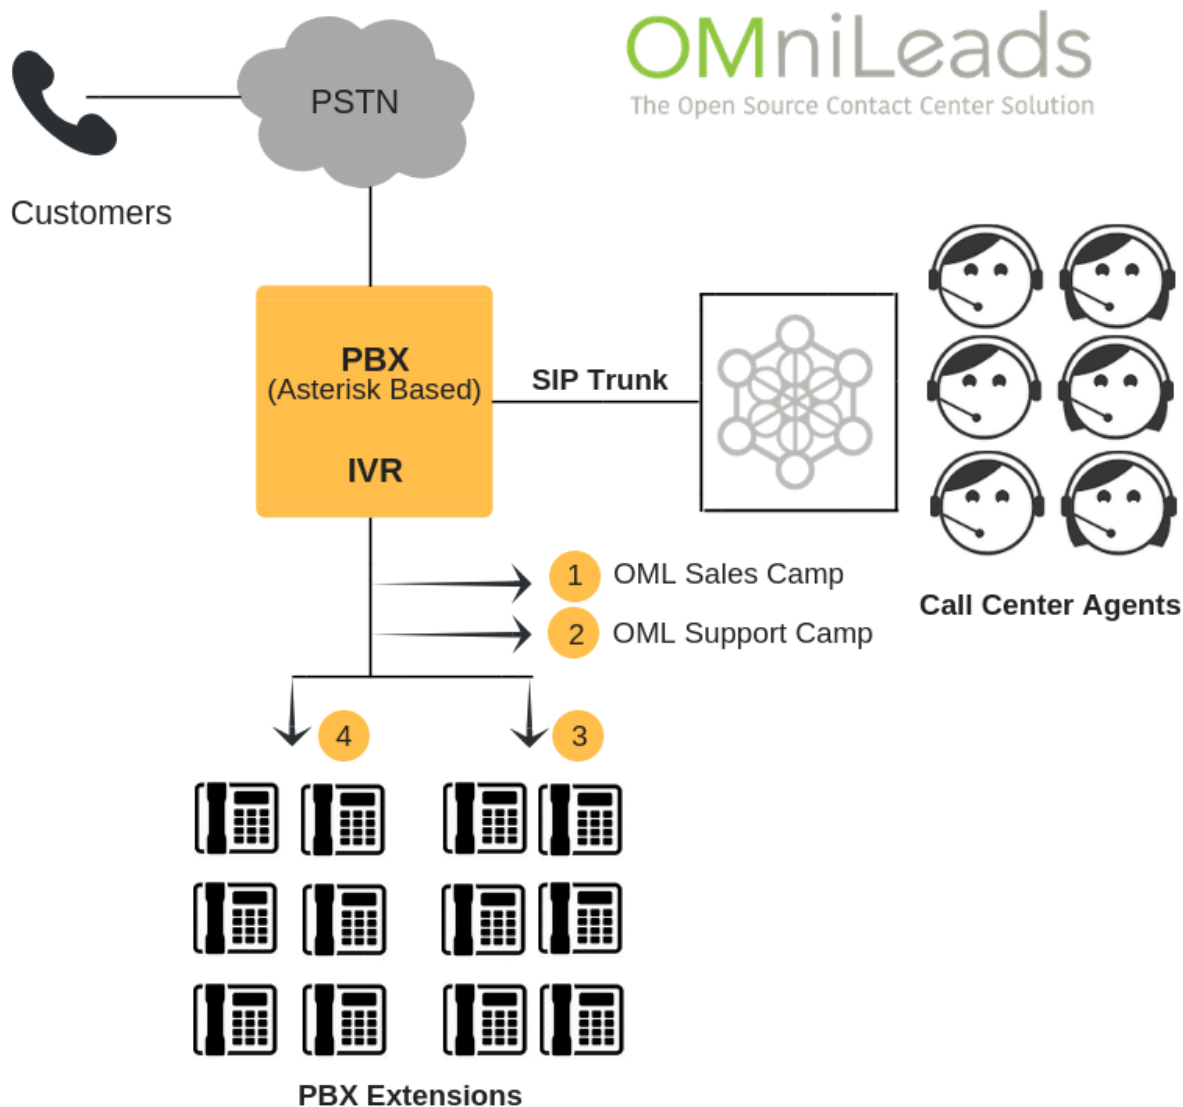 OMniLeads
The Open Source Contact Center Solution
PSTN
Customers
PBX
(Asterisk Based)
IVR
SIP Trunk
1 OML Sales Camp
2 OML Support Camp
Call Center Agents
4
3
PBX Extensions